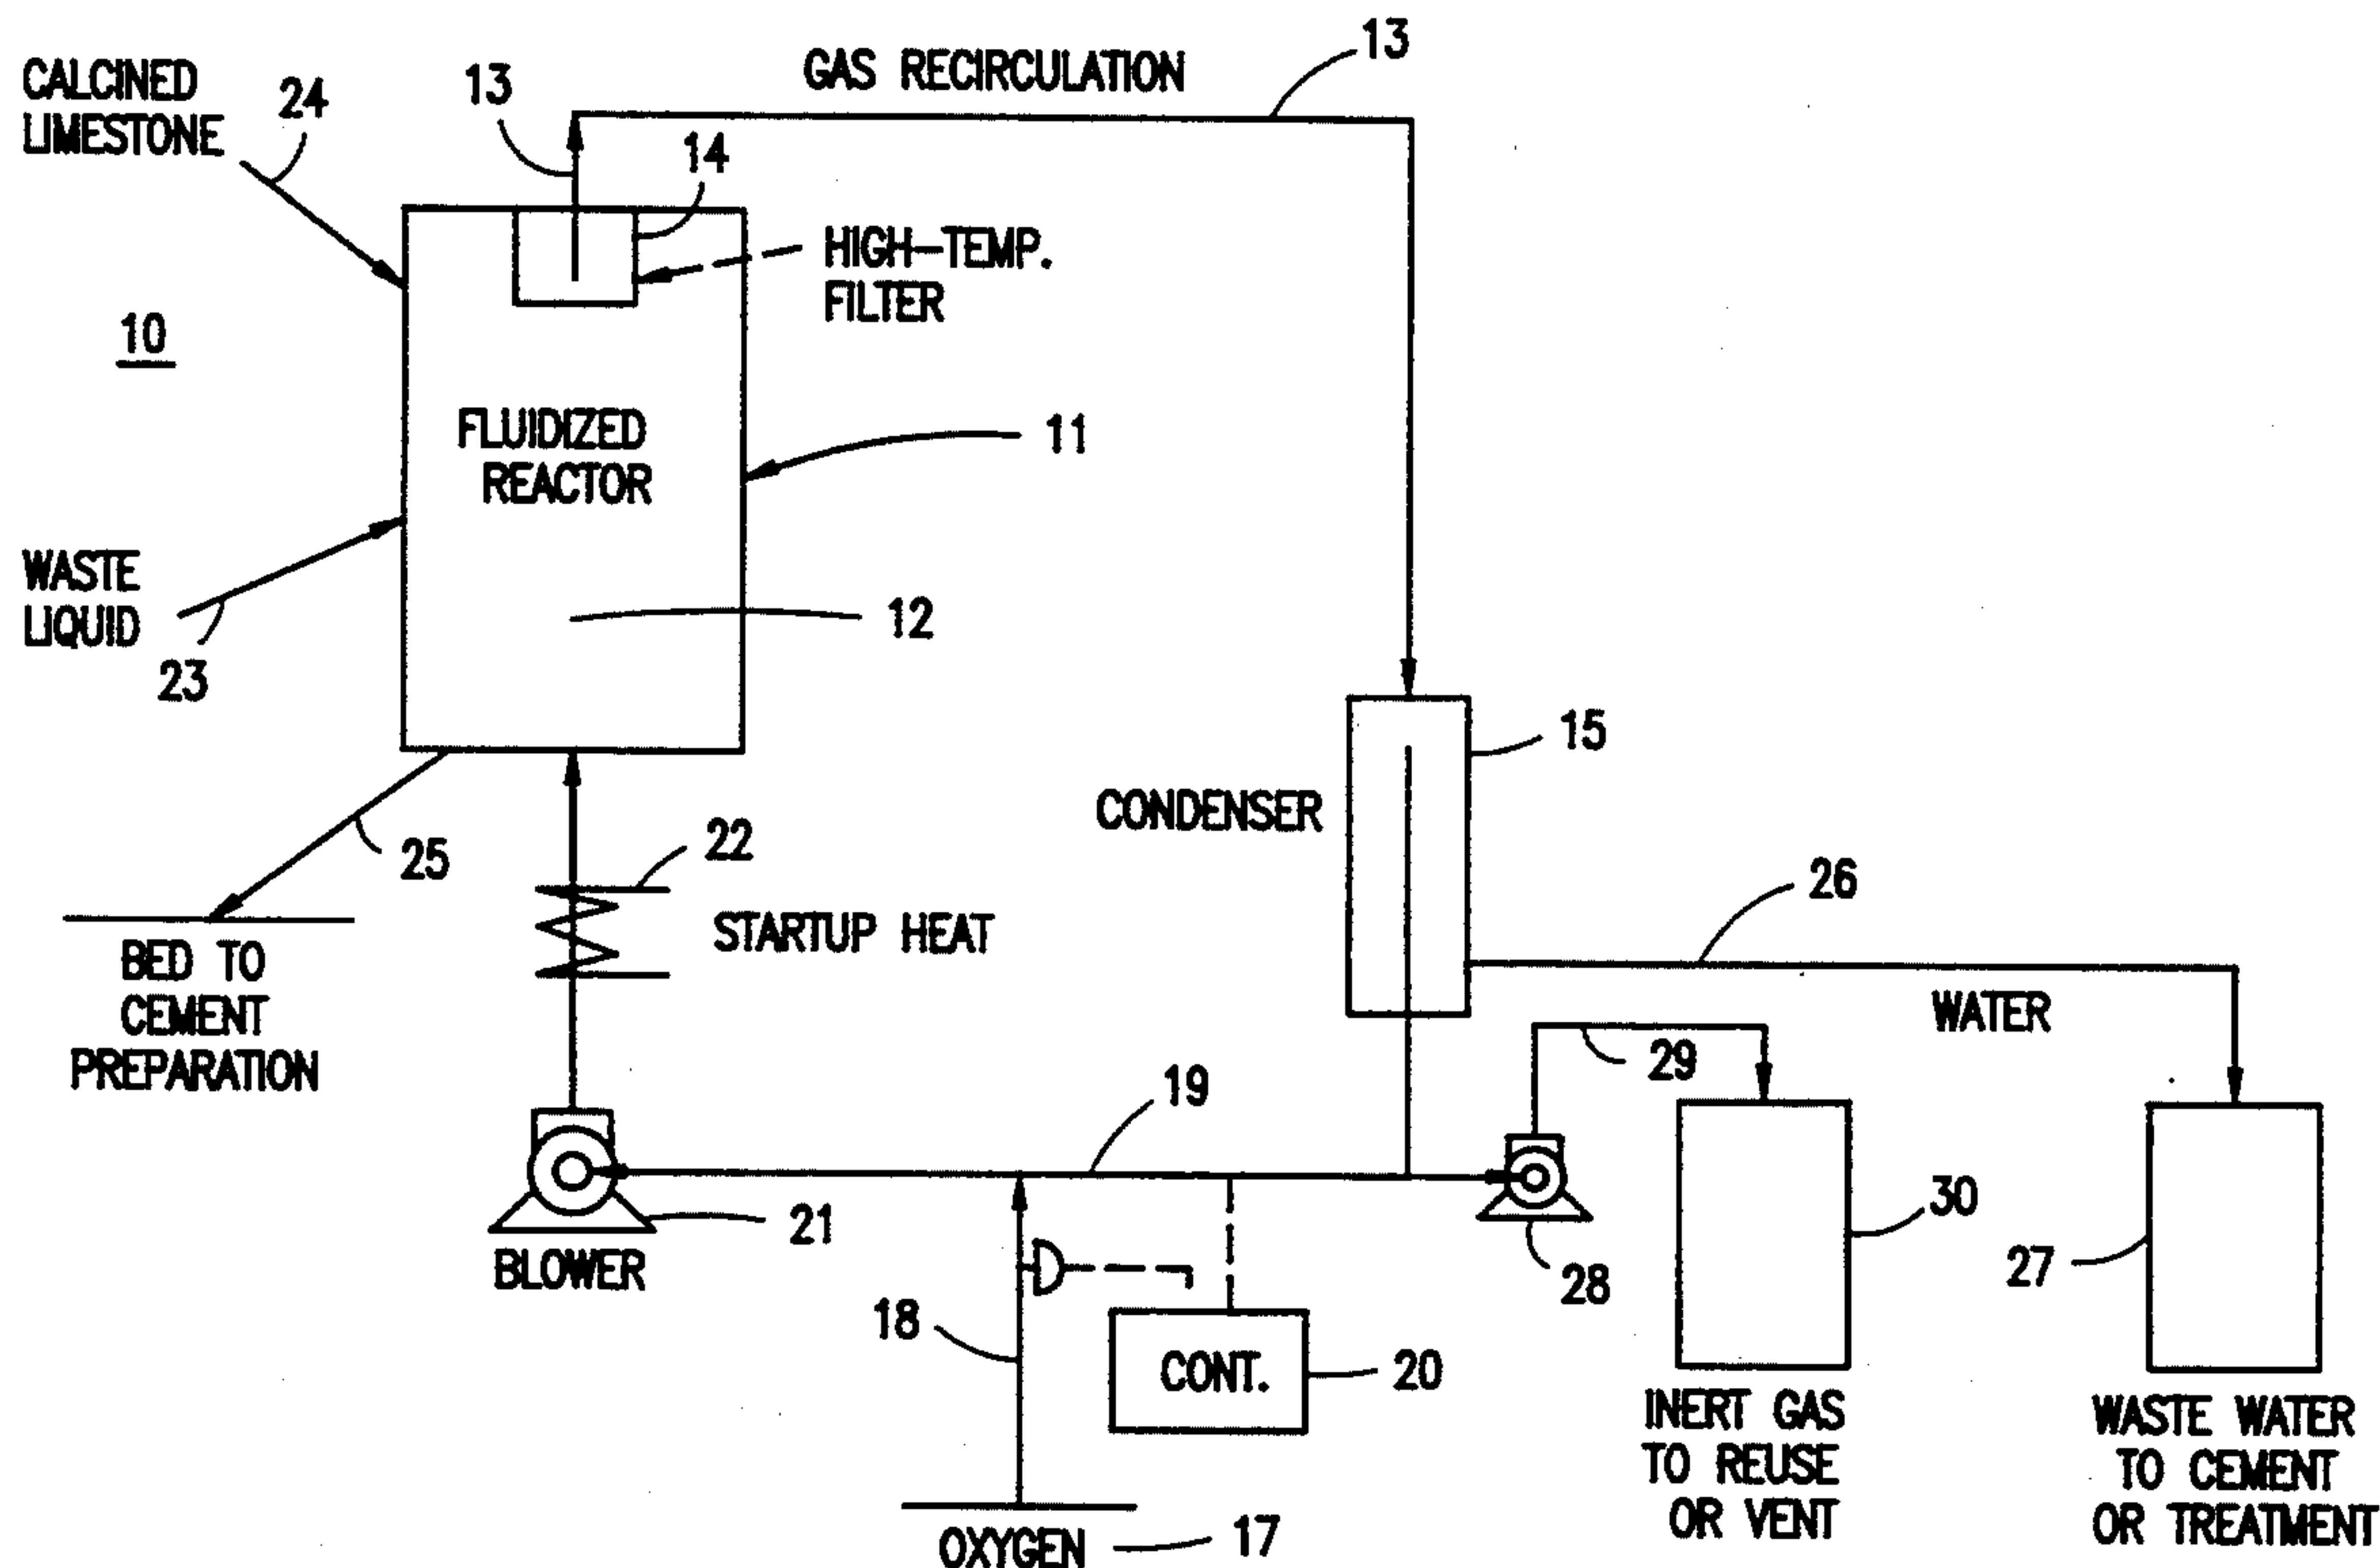 CALCINED
LIMESTONE
24
13
GAS RECIRCULATION
13
14
HIGH-TEMP.
FILTER
10
FLUIDIZED
REACTOR
11
WASTE
LIQUID
23
12
15
CONDENSER
25
22
STARTUP HEAT
26
WATER
BED TO
CEMENT
PREPARATION
29
19
BLOWER
21
28
30
27
18
CONT.
20
INERT GAS
TO REUSE
OR VENT
WASTE WATER
TO CEMENT
OR TREATMENT
OXYGEN
17